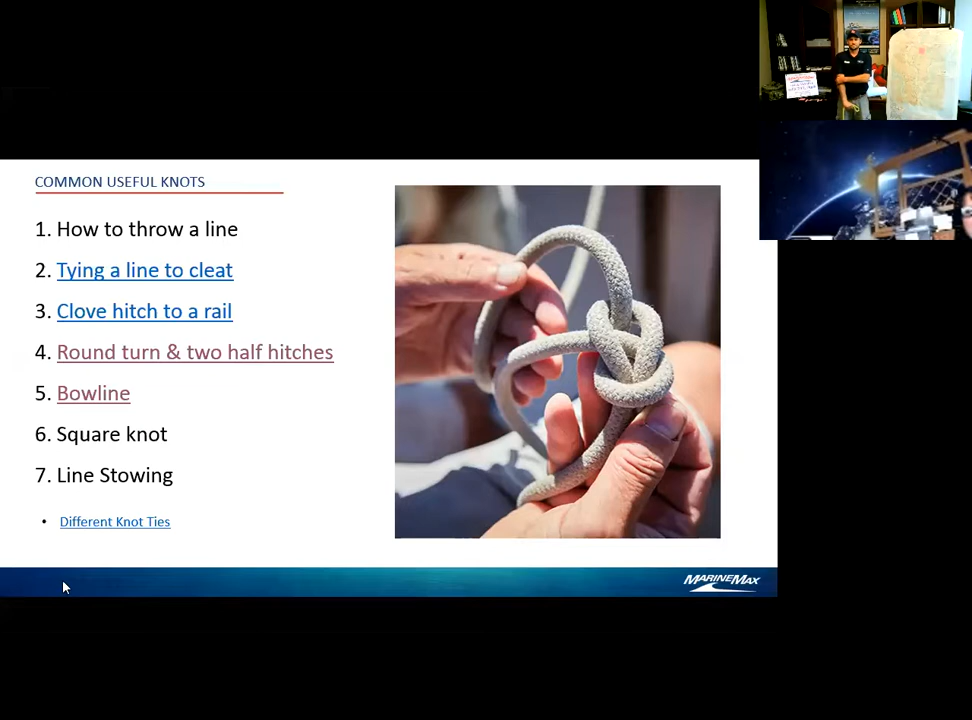 COMMON USEFUL KNOTS
1. How to throw a line
2. Tying a line to cleat
3. Clove hitch to a rail
4. Round turn & two half hitches
5. Bowline
6. Square knot
7. Line Stowing
• Different Knot Ties
MARINEMAX